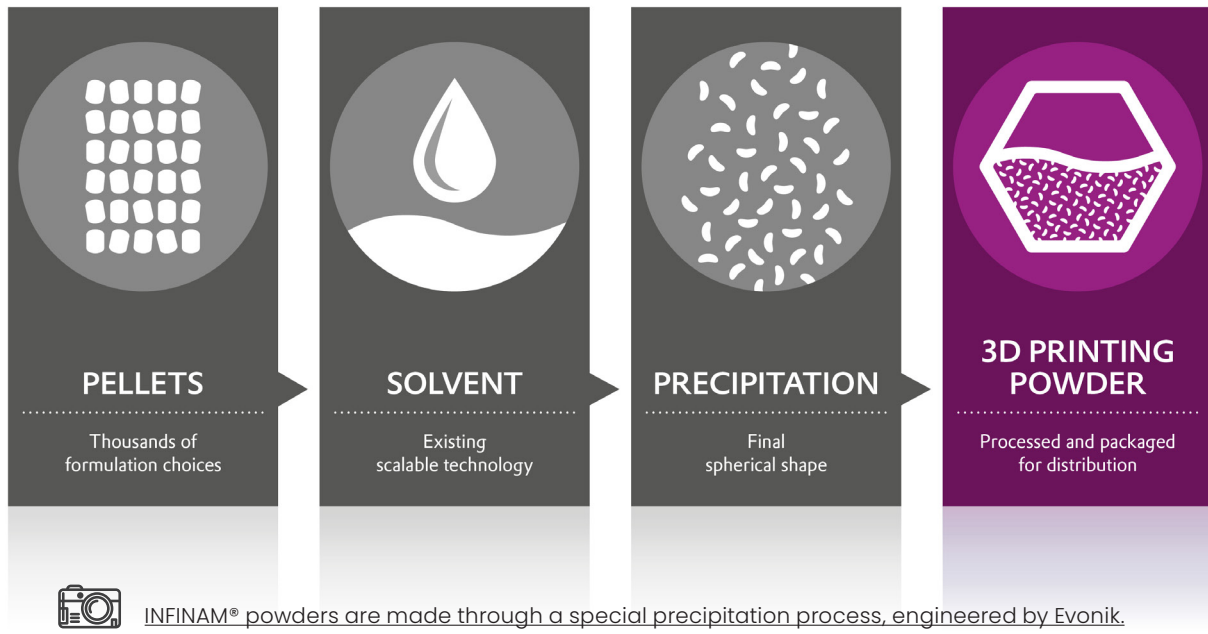 PELLETS
Thousands of
formulation choices
SOLVENT
Existing
scalable technology
PRECIPITATION
Final
spherical shape
3D PRINTING
POWDER
Processed and packaged
for distribution
INFINAM® powders are made through a special precipitation process, engineered by Evonik.